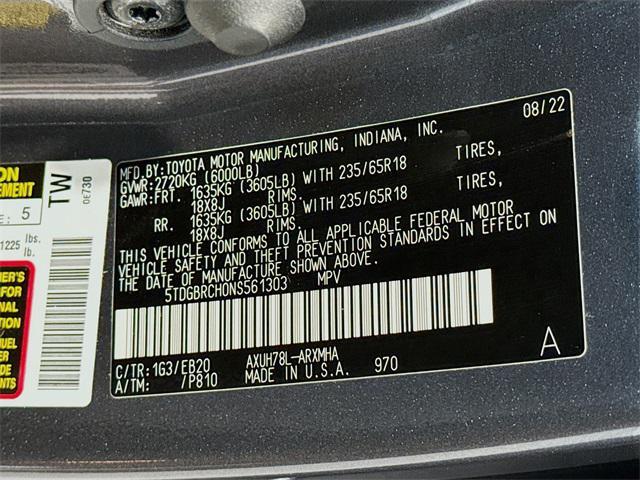 08/22
MFD.BY:TOYOTA MOTOR MANUFACTURING, INDIANA, INC.
GVWR:2720KG (6000LB)
GAWR:FRT. 1635KG (3605LB) WITH 235/65R18 TIRES,
18X8J RIMS
RR. 1635KG (3605LB) WITH 235/65R18 TIRES,
18X8J RIMS.
THIS VEHICLE CONFORMS TO ALL APPLICABLE FEDERAL MOTOR
VEHICLE SAFETY AND THEFT PREVENTION STANDARDS IN EFFECT ON
THE DATE OF MANUFACTURE SHOWN ABOVE.
5TDGBRCH0NS561303 MPV
C/TR:1G3/EB20 AXUH78L-ARXMHA
A/TM: /P810 MADE IN U.S.A. 970
A
TW
OE730
5
1225 lbs.
lb.
FOR